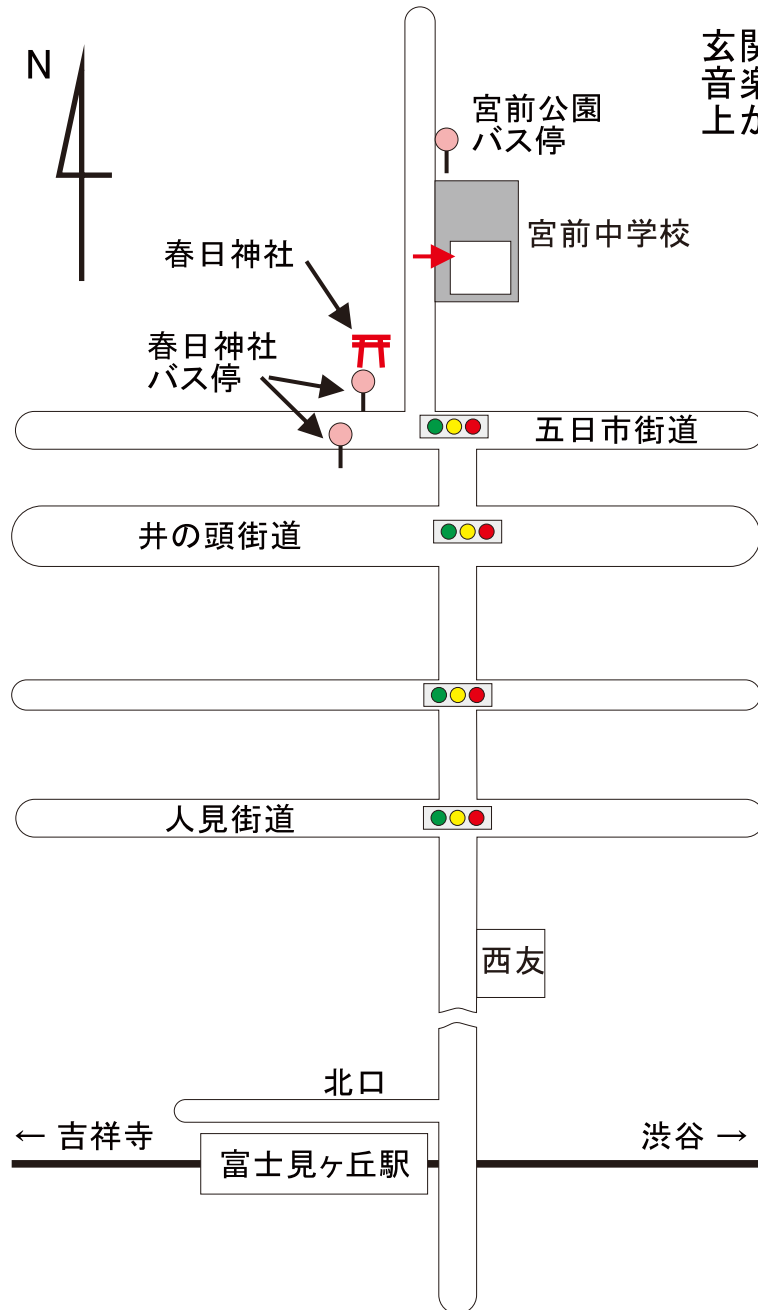 N
玄関
音楽
上が
宮前公園
バス停
宮前中学校
春日神社
春日神社
バス停
五日市街道
井の頭街道
人見街道
西友
北口
← 吉祥寺
渋谷 →
富士見ヶ丘駅